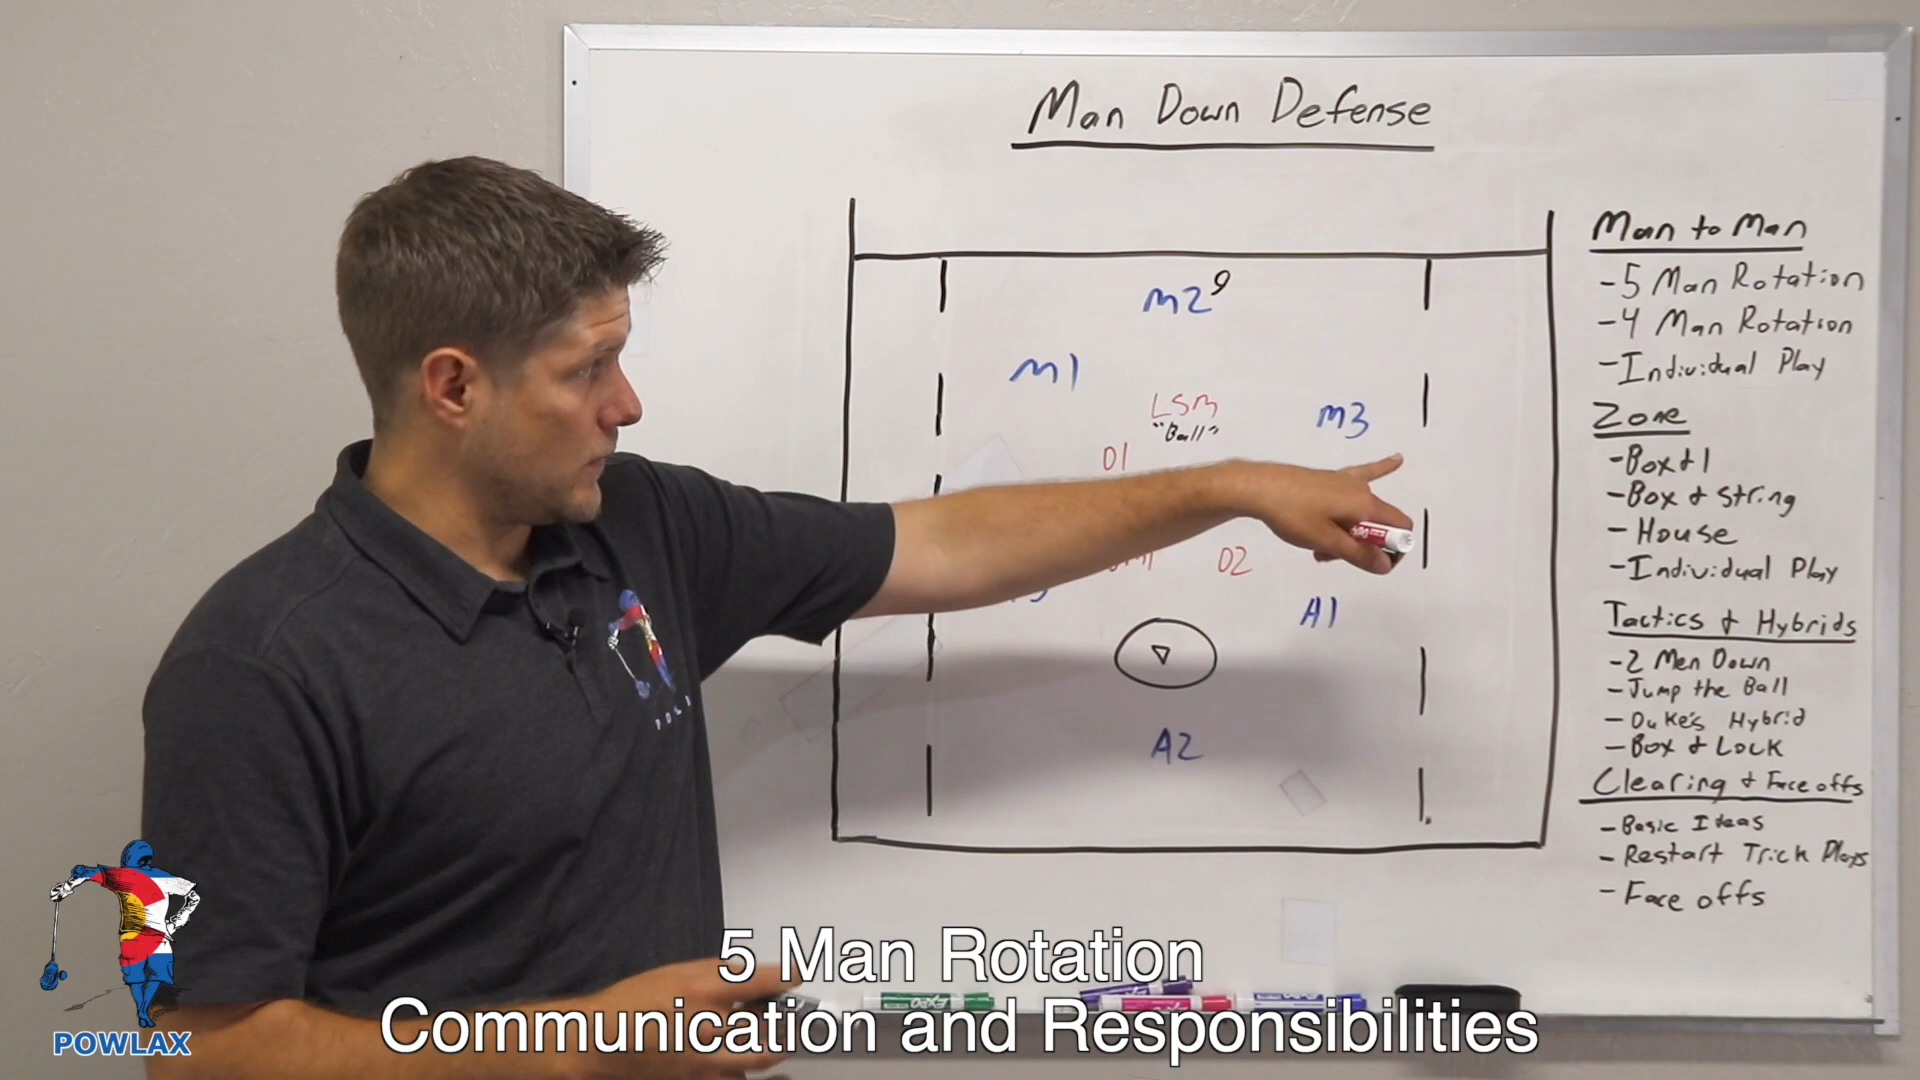 Man Down Defense
Man to Man
-5 Man Rotation
-4 Man Rotation
-Individual Play
Zone
-Box & 1
-Box & String
-House
-Individual Play
Tactics & Hybrids
-2 Men Down
-Jump the Ball
-Duke's Hybrid
-Box & Lock
Clearing & Face offs
-Basic Ideas
-Restart Trick Plays
-Face offs
M2
M1
LSM
"Ball"
M3
D1
D2
A1
A2
EXPO
POWLAX
5 Man Rotation
Communication and Responsibilities